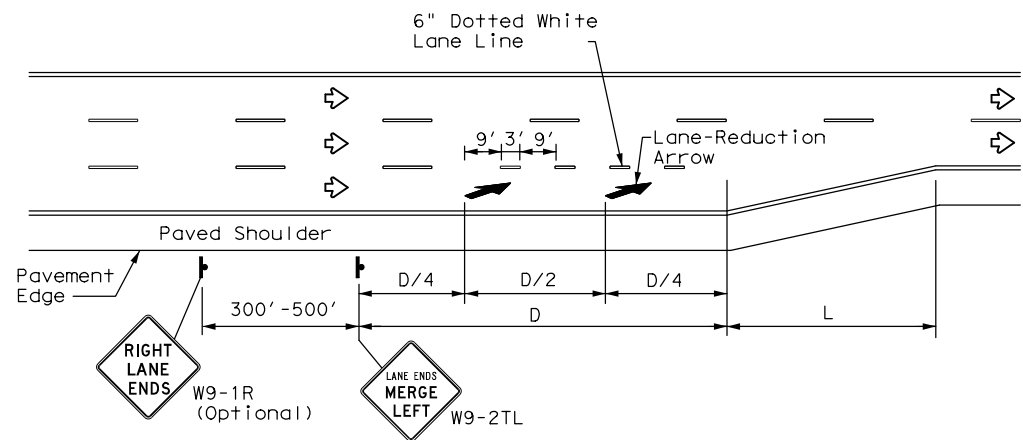 6" Dotted White
Lane Line
9' 3' 9'
Lane-Reduction
Arrow
Paved Shoulder
Pavement
Edge
D/4 D/2 D/4
300'-500' D L
RIGHT
LANE
ENDS
W9-1R
(Optional)
LANE ENDS
MERGE
LEFT
W9-2TL